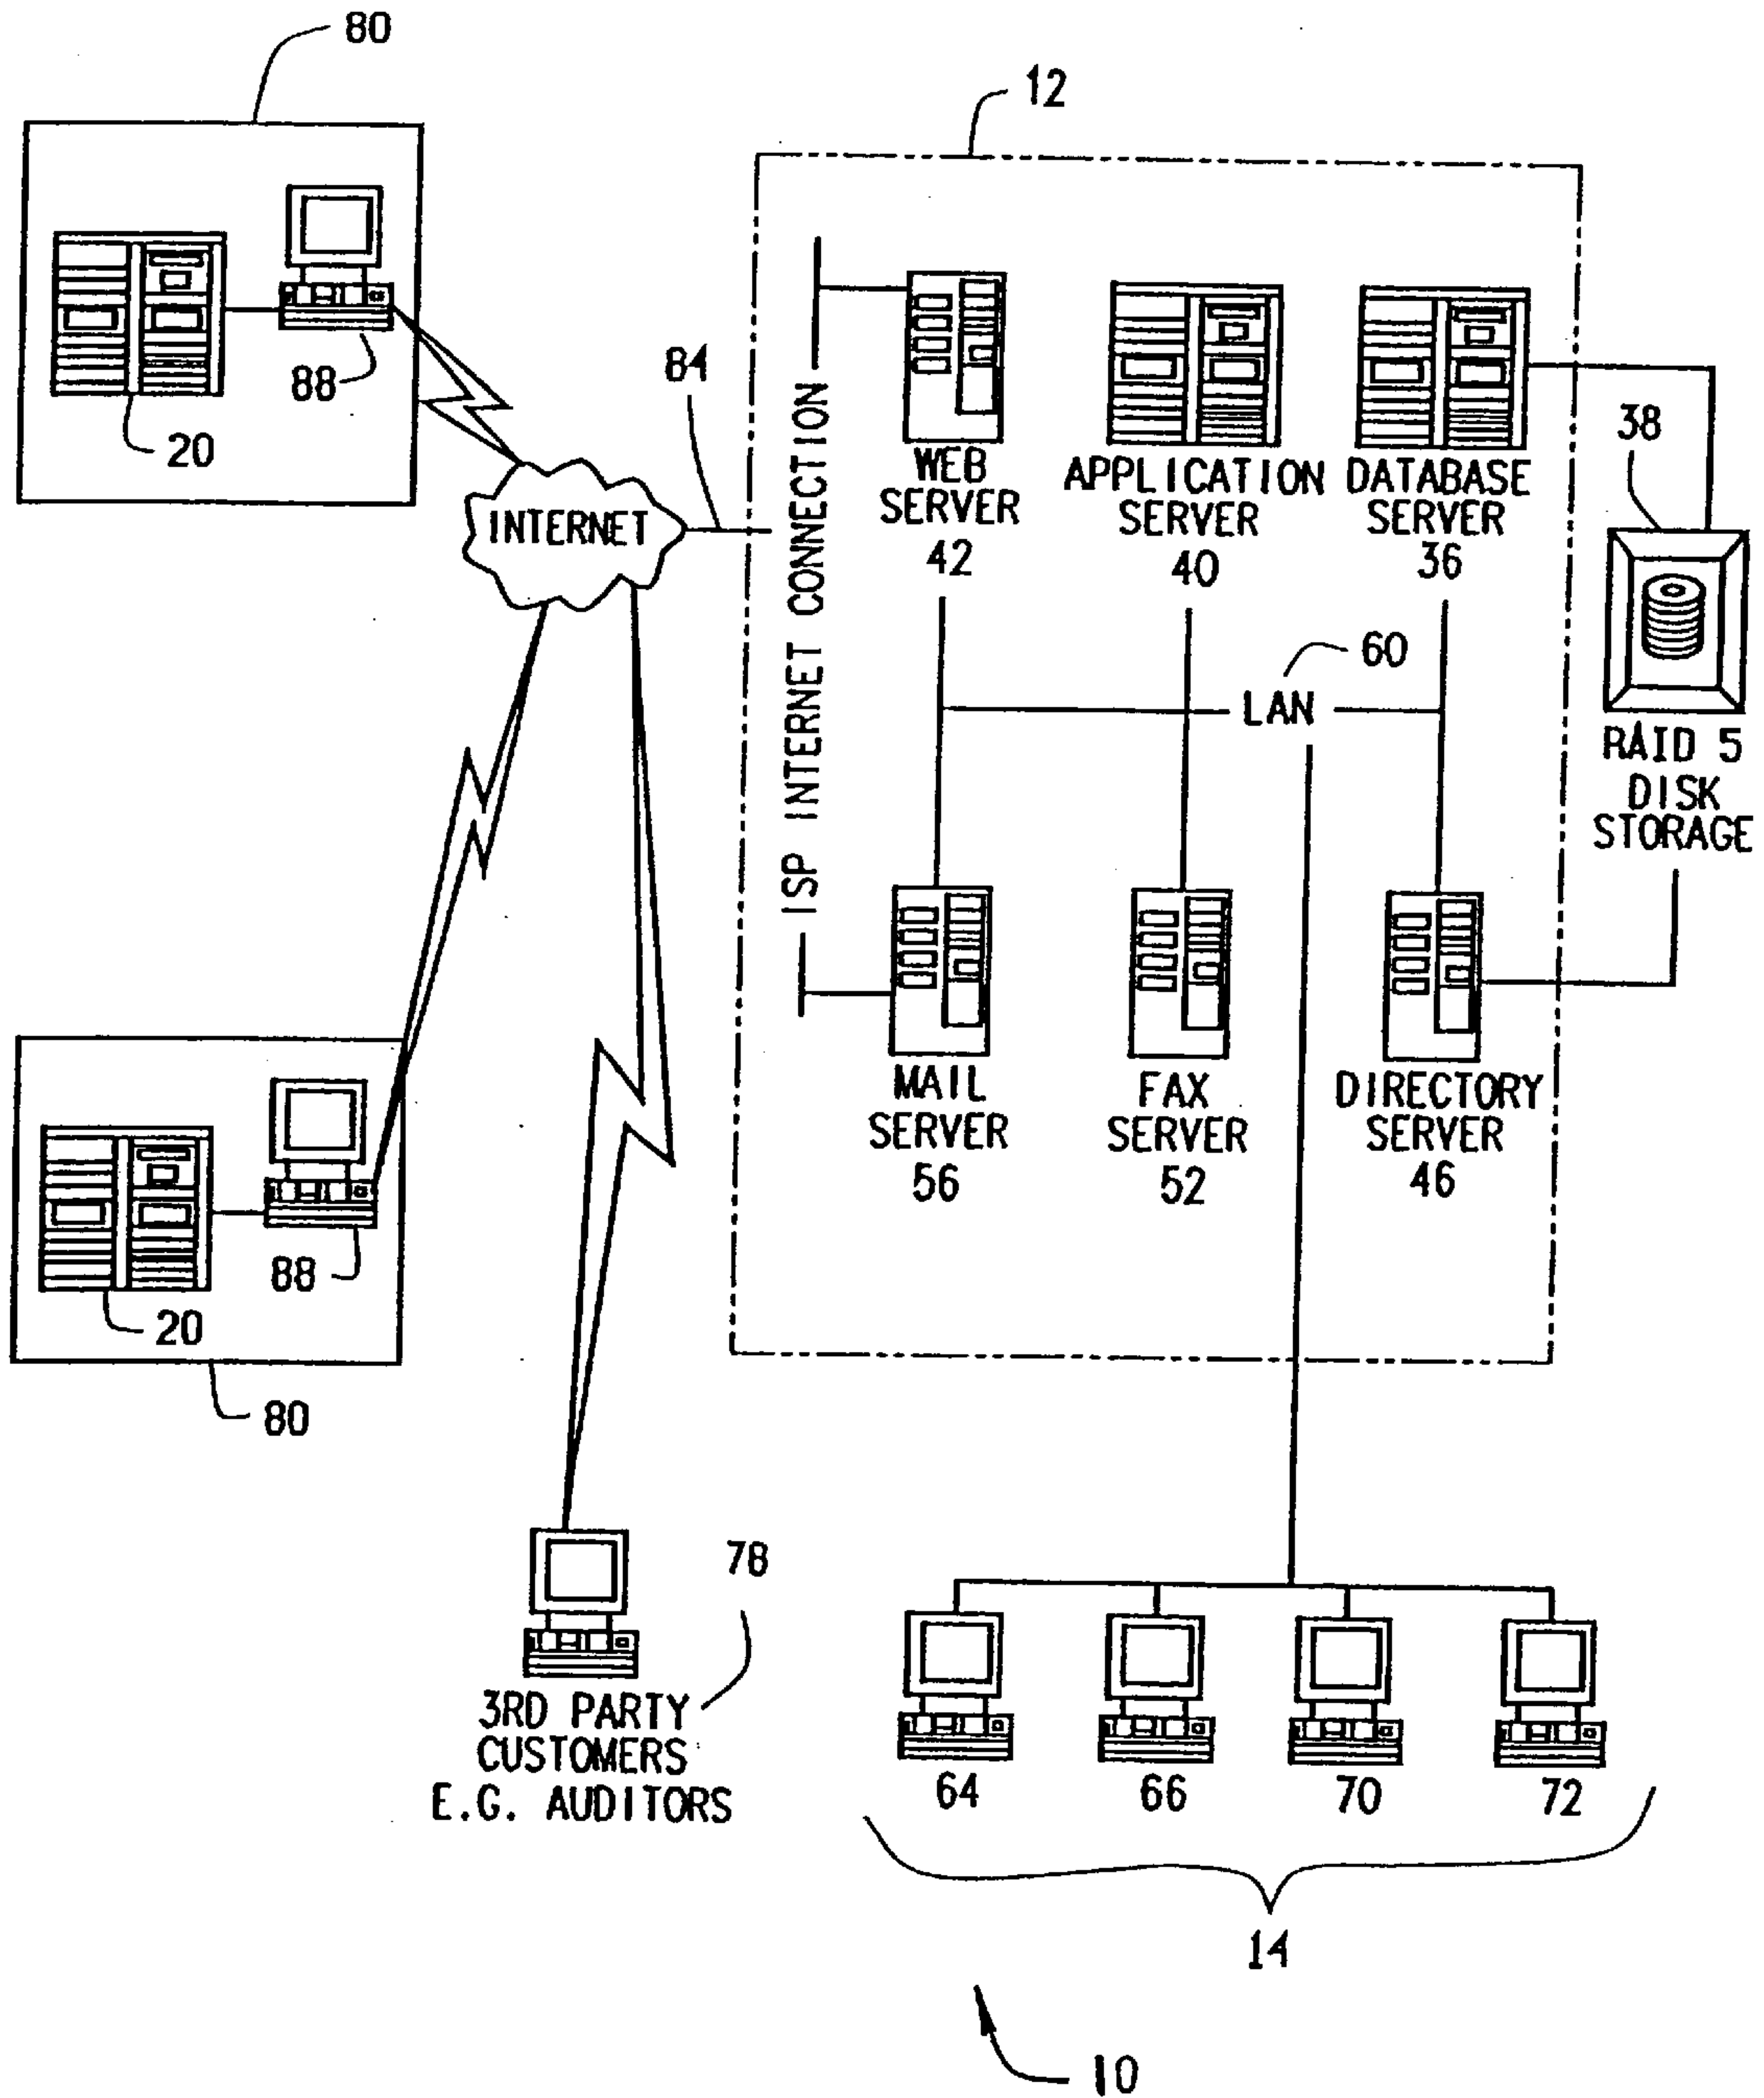 80
12
88
20
84
INTERNET
ISP INTERNET CONNECTION
WEB
SERVER
42
APPLICATION
SERVER
40
DATABASE
SERVER
36
38
RAID 5
DISK
STORAGE
60
LAN
MAIL
SERVER
56
FAX
SERVER
52
DIRECTORY
SERVER
46
88
20
80
78
3RD PARTY
CUSTOMERS
E.G. AUDITORS
64
66
70
72
14
10